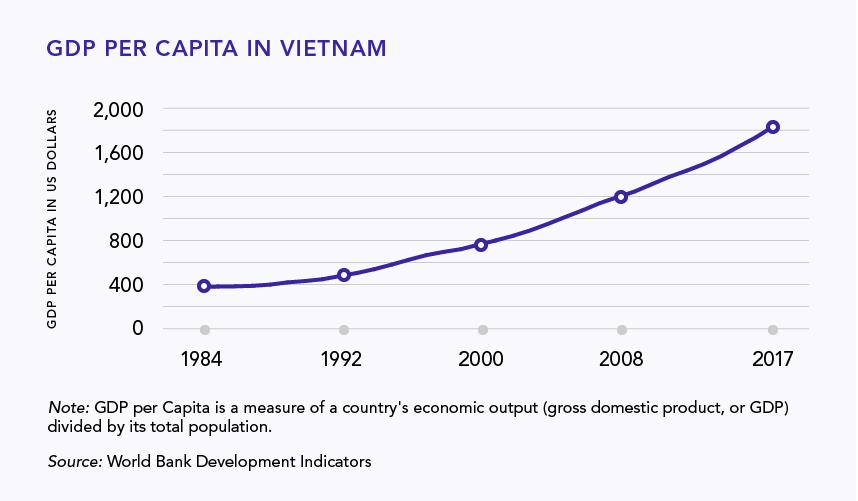 GDP PER CAPITA IN VIETNAM
GDP PER CAPITA IN US DOLLARS
2,000
1,600
1,200
800
400
0
1984 1992 2000 2008 2017
Note: GDP per Capita is a measure of a country's economic output (gross domestic product, or GDP)
divided by its total population.
Source: World Bank Development Indicators